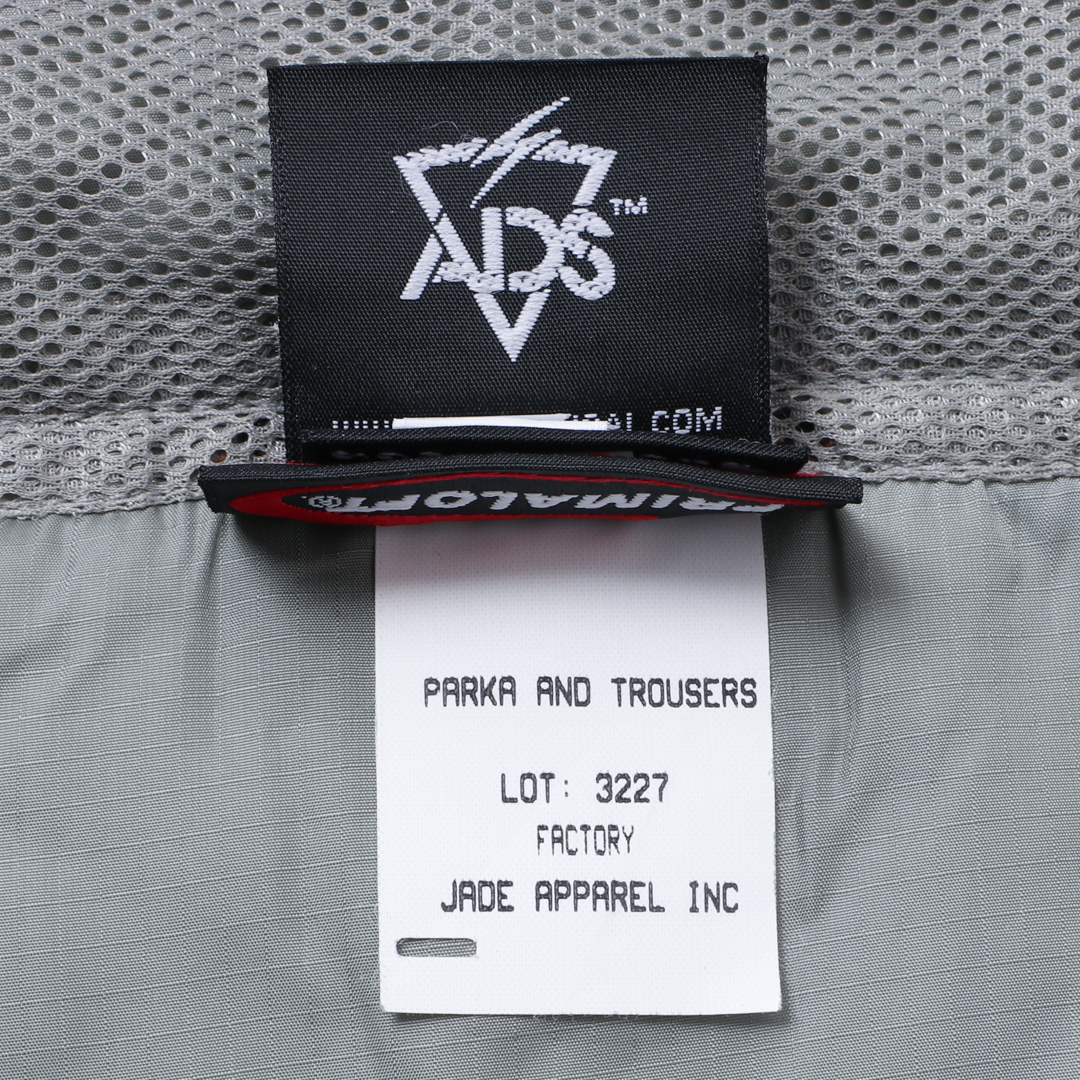 ADS™
.COM
PRIMALOFT®
PARKA AND TROUSERS
LOT: 3227
FACTORY
JADE APPAREL INC